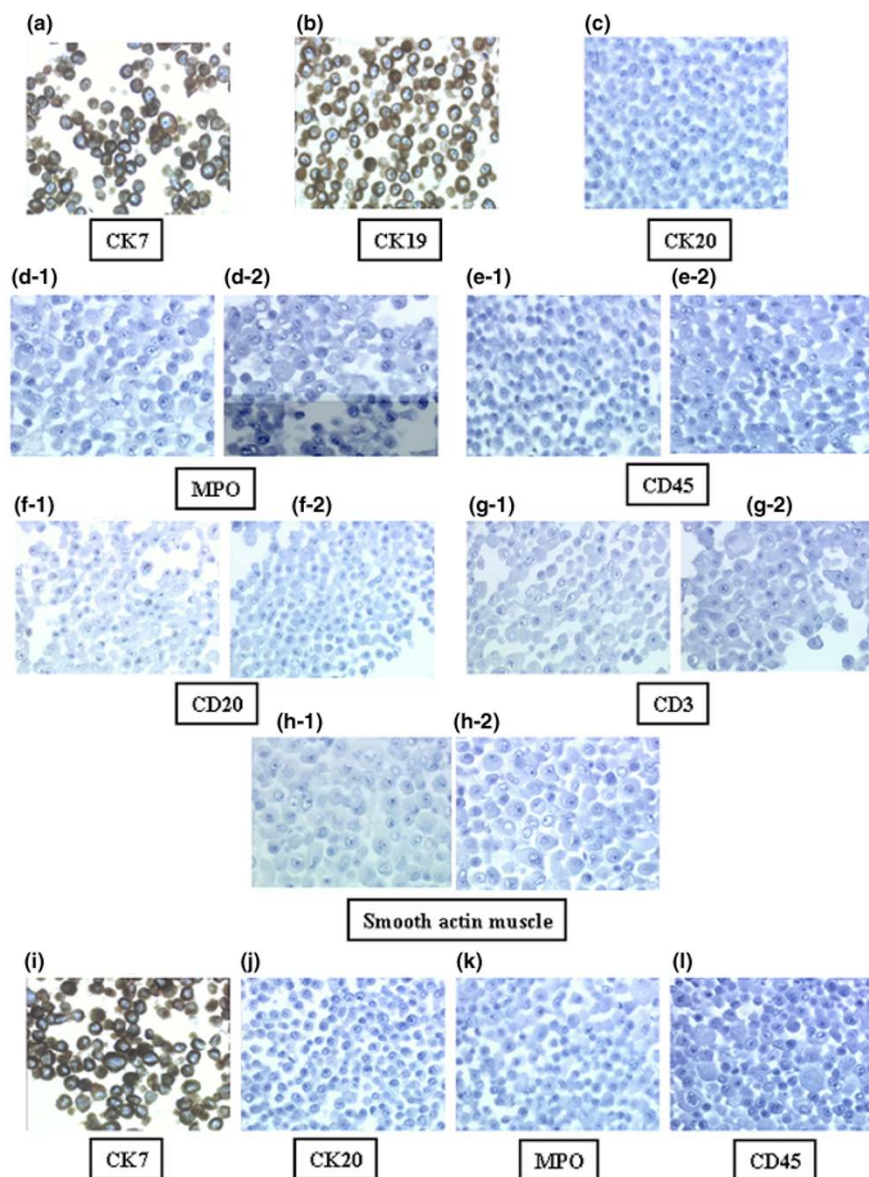 (a) (b) (c)
CK7 CK19 CK20
(d-1) (d-2) (e-1) (e-2)
MPO CD45
(f-1) (f-2) (g-1) (g-2)
CD20 CD3
(h-1) (h-2)
Smooth actin muscle
(i) (j) (k) (l)
CK7 CK20 MPO CD45